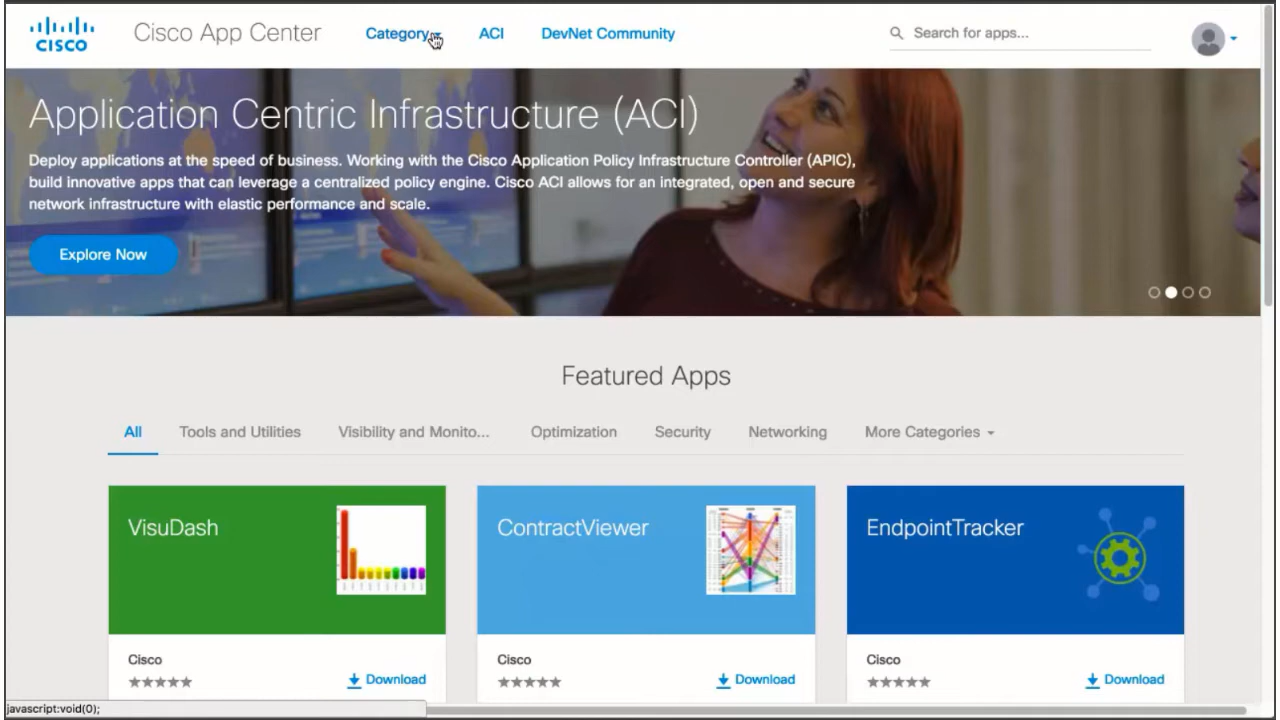 CISCO
Cisco App Center
Category
ACI
DevNet Community
Search for apps...
Application Centric Infrastructure (ACI)
Deploy applications at the speed of business. Working with the Cisco Application Policy Infrastructure Controller (APIC),
build innovative apps that can leverage a centralized policy engine. Cisco ACI allows for an integrated, open and secure
network infrastructure with elastic performance and scale.
Explore Now
Featured Apps
All
Tools and Utilities
Visibility and Monito...
Optimization
Security
Networking
More Categories
VisuDash
ContractViewer
EndpointTracker
Cisco
Download
Cisco
Download
Cisco
Download
javascript:void(0);